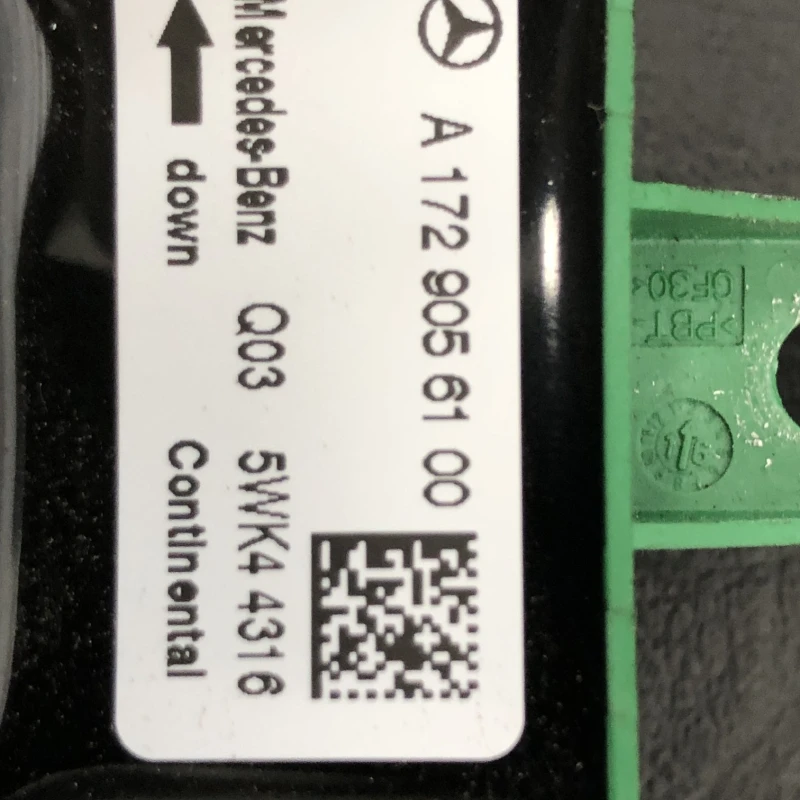 A 172 905 61 00
Mercedes-Benz Q03 5WK4 4316
down Continental
>PBT
GF30<